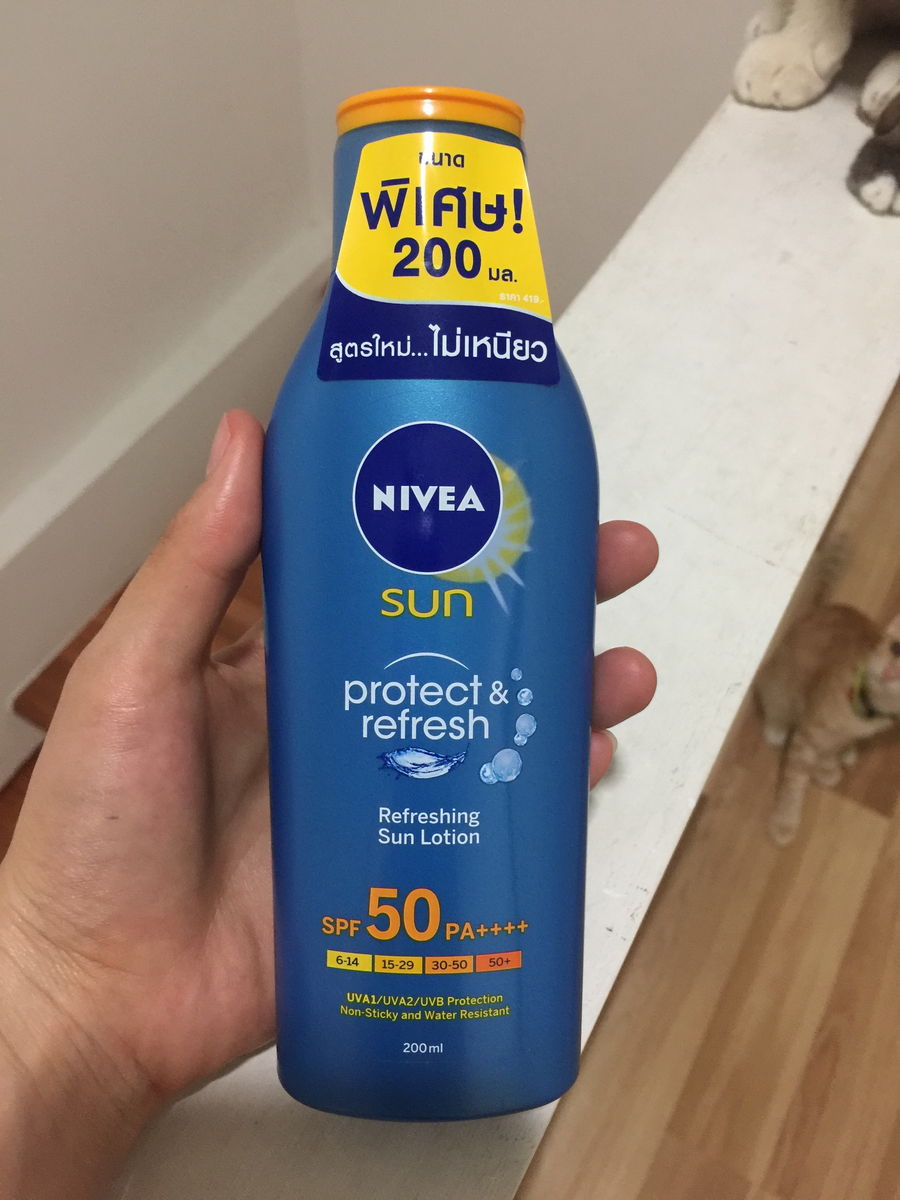 ขนาด
พิเศษ!
200 มล.
ราคา 419.-
สูตรใหม่...ไม่เหนียว
NIVEA
sun
protect &
refresh
Refreshing
Sun Lotion
SPF 50 PA++++
6-14 15-29 30-50 50+
UVA1/UVA2/UVB Protection
Non-Sticky and Water Resistant
200ml